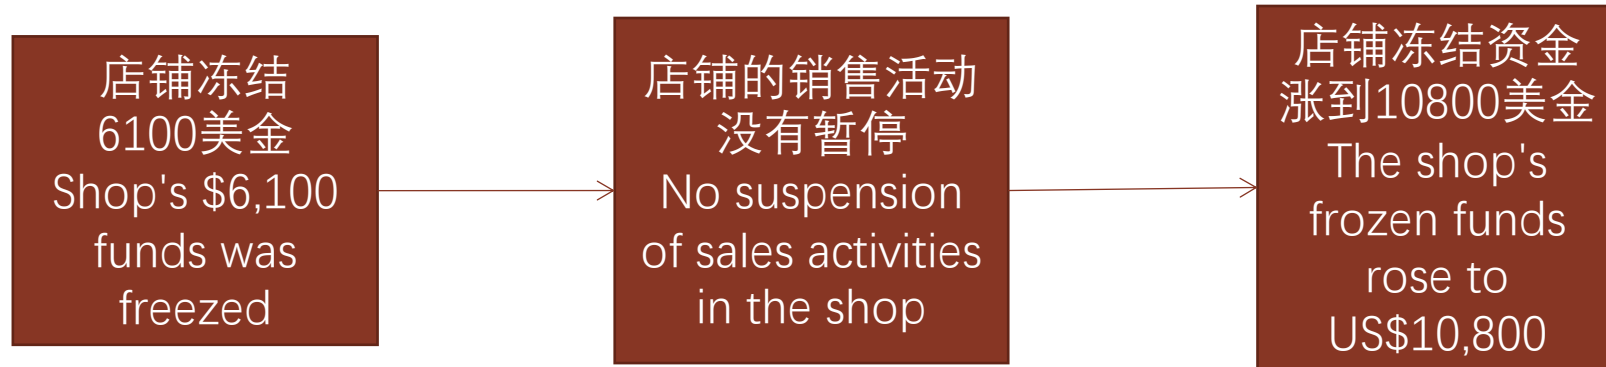 店铺冻结
6100美金
Shop's $6,100
funds was
freezed
店铺的销售活动
没有暂停
No suspension
of sales activities
in the shop
店铺冻结资金
涨到10800美金
The shop's
frozen funds
rose to
US$10,800